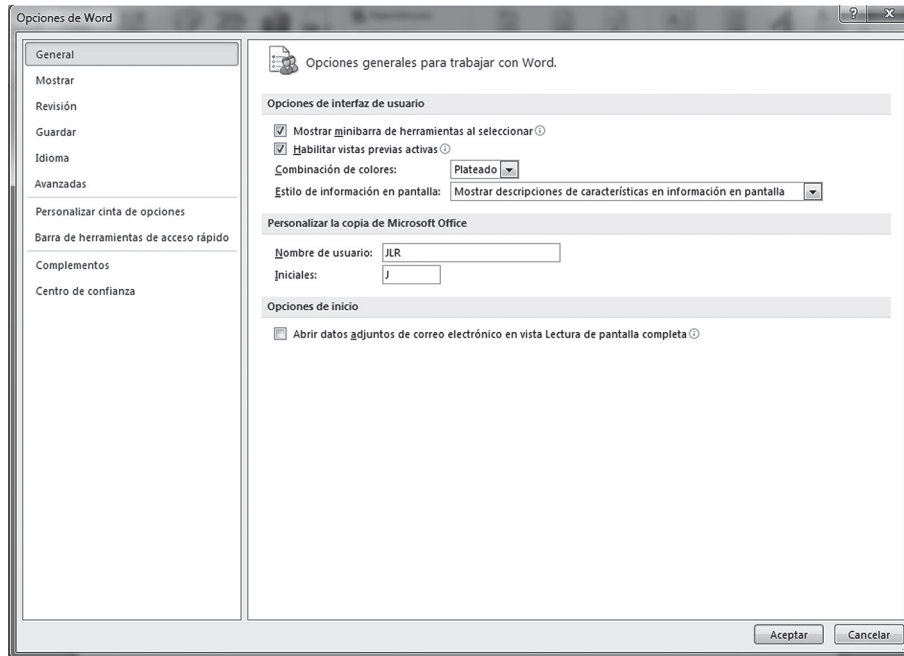 Opciones de Word
General
Mostrar
Revisión
Guardar
Idioma
Avanzadas
Personalizar cinta de opciones
Barra de herramientas de acceso rápido
Complementos
Centro de confianza
Opciones generales para trabajar con Word.
Opciones de interfaz de usuario
Mostrar minibarra de herramientas al seleccionar
Habilitar vistas previas activas
Combinación de colores: Plateado
Estilo de información en pantalla: Mostrar descripciones de características en información en pantalla
Personalizar la copia de Microsoft Office
Nombre de usuario: JLR
Iniciales: J
Opciones de inicio
Abrir datos adjuntos de correo electrónico en vista Lectura de pantalla completa
Aceptar Cancelar